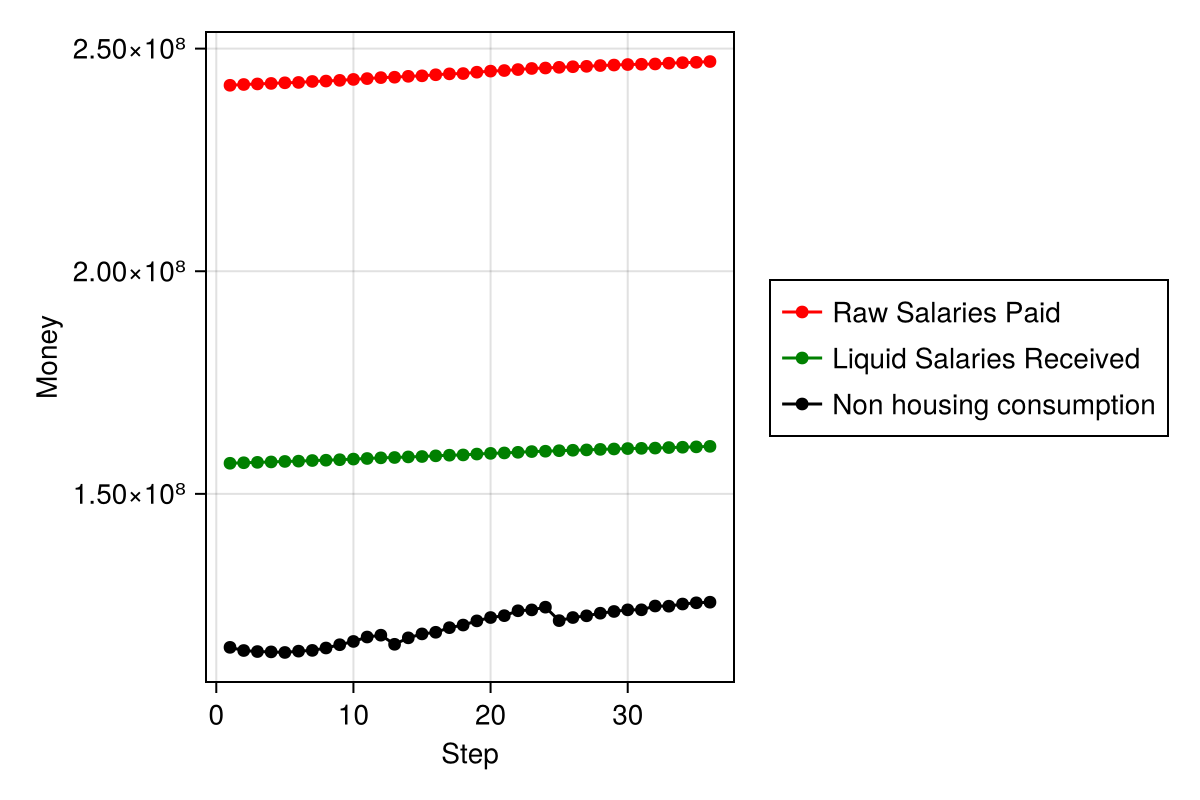 2.50×10⁸
2.00×10⁸
1.50×10⁸
Money
0 10 20 30
Step
Raw Salaries Paid
Liquid Salaries Received
Non housing consumption